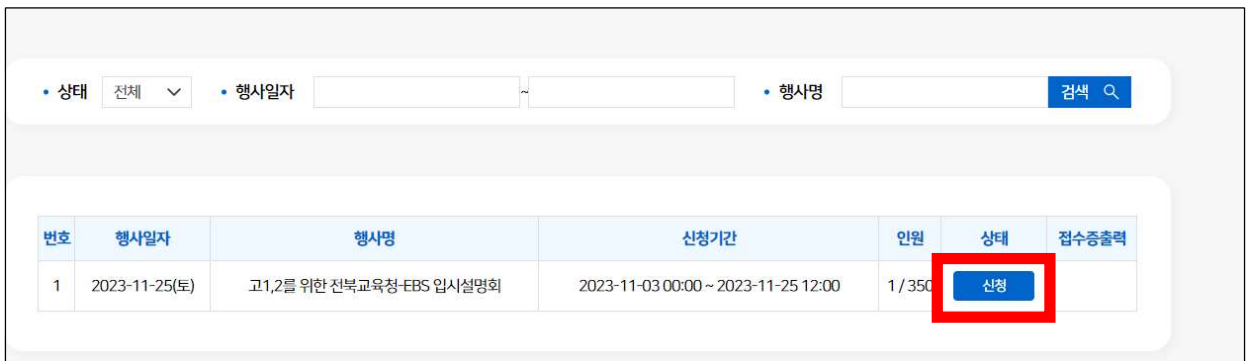 • 상태 전체 • 행사일자 ~ • 행사명 검색
번호 행사일자 행사명 신청기간 인원 상태 접수증출력
1 2023-11-25(토) 고1,2를 위한 전북교육청-EBS 입시설명회 2023-11-03 00:00 ~ 2023-11-25 12:00 1 / 350 신청